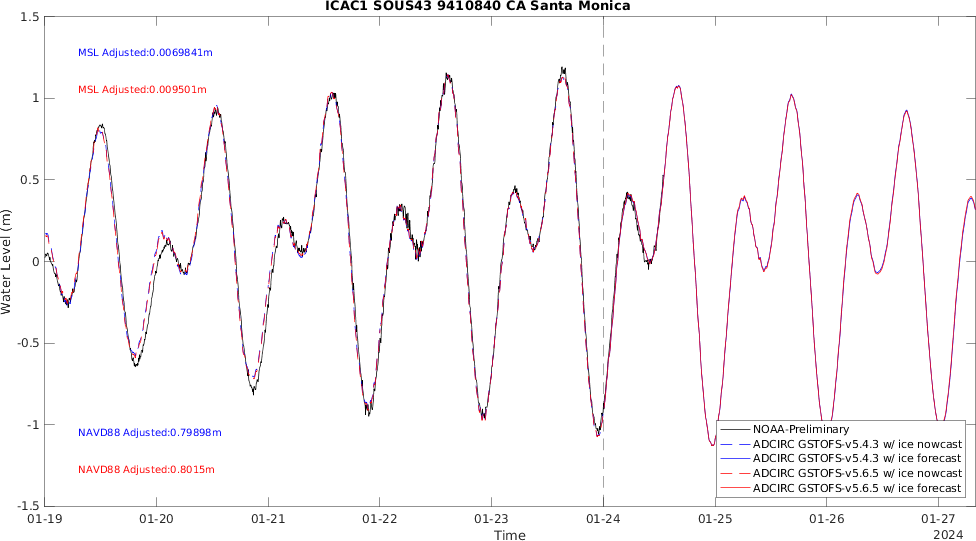 ICAC1 SOUS43 9410840 CA Santa Monica
1.5
1
0.5
0
-0.5
-1
-1.5
Water Level (m)
MSL Adjusted:0.0069841m
MSL Adjusted:0.009501m
NAVD88 Adjusted:0.79898m
NAVD88 Adjusted:0.8015m
NOAA-Preliminary
ADCIRC GSTOFS-v5.4.3 w/ ice nowcast
ADCIRC GSTOFS-v5.4.3 w/ ice forecast
ADCIRC GSTOFS-v5.6.5 w/ ice nowcast
ADCIRC GSTOFS-v5.6.5 w/ ice forecast
01-19 01-20 01-21 01-22 01-23 01-24 01-25 01-26 01-27
Time
2024